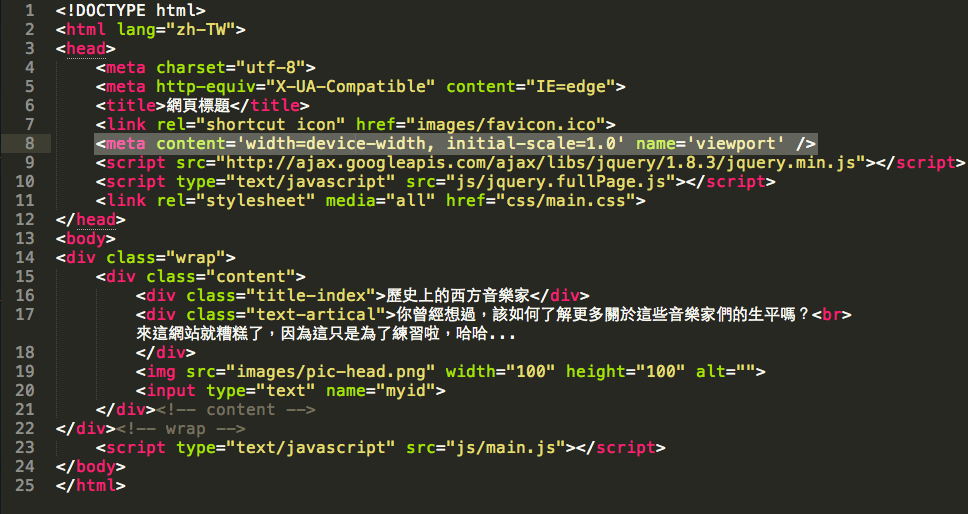 1 <!DOCTYPE html>
2 <html lang="zh-TW">
3 <head>
4 <meta charset="utf-8">
5 <meta http-equiv="X-UA-Compatible" content="IE=edge">
6 <title>網頁標題</title>
7 <link rel="shortcut icon" href="images/favicon.ico">
8 <meta content='width=device-width, initial-scale=1.0' name='viewport' />
9 <script src="http://ajax.googleapis.com/ajax/libs/jquery/1.8.3/jquery.min.js"></script>
10 <script type="text/javascript" src="js/jquery.fullPage.js"></script>
11 <link rel="stylesheet" media="all" href="css/main.css">
12 </head>
13 <body>
14 <div class="wrap">
15 <div class="content">
16 <div class="title-index">歷史上的西方音樂家</div>
17 <div class="text-artical">你曾經想過，該如何了解更多關於這些音樂家們的生平嗎？<br>
來這網站就糟糕了，因為這只是為了練習啦，哈哈...
18 </div>
19 <img src="images/pic-head.png" width="100" height="100" alt="">
20 <input type="text" name="myid">
21 </div><!-- content -->
22 </div><!-- wrap -->
23 <script type="text/javascript" src="js/main.js"></script>
24 </body>
25 </html>